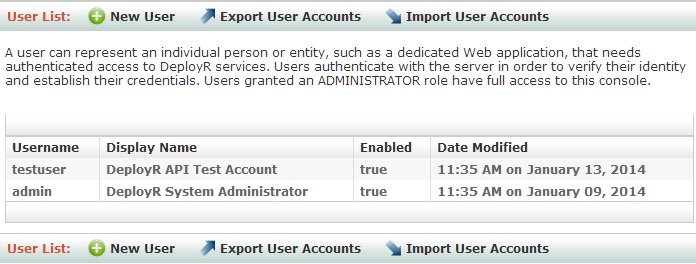 User List: New User Export User Accounts Import User Accounts
A user can represent an individual person or entity, such as a dedicated Web application, that needs
authenticated access to DeployR services. Users authenticate with the server in order to verify their identity
and establish their credentials. Users granted an ADMINISTRATOR role have full access to this console.
Username Display Name Enabled Date Modified
testuser DeployR API Test Account true 11:35 AM on January 13, 2014
admin DeployR System Administrator true 11:35 AM on January 09, 2014
User List: New User Export User Accounts Import User Accounts